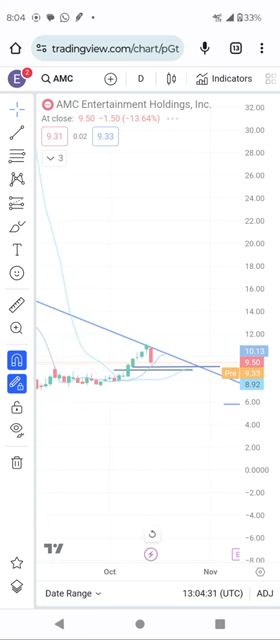 8:04
33%
tradingview.com/chart/pGt
13
E
2
AMC
D
Indicators
AMC Entertainment Holdings, Inc.
At close: 9.50 −1.50 (−13.64%)
9.31
0.02
9.33
3
32.00
30.00
28.00
26.00
24.00
22.00
20.00
18.00
16.00
14.00
12.00
10.13
9.50
Pre 9.33
8.92
6.00
4.00
2.00
0.0000
−2.00
−4.00
−6.00
−8.00
E
Oct
Nov
Date Range
13:04:31 (UTC)
ADJ